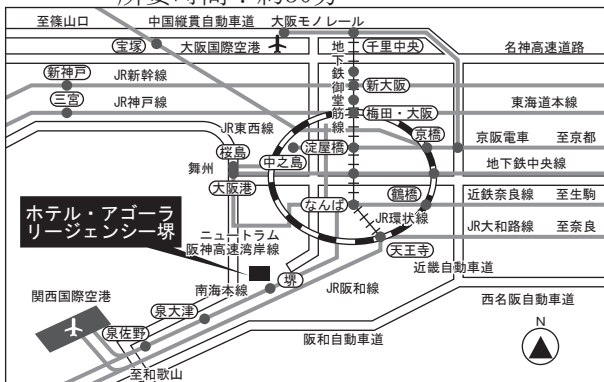 所要時間：約30分
至篠山口
中国縦貫自動車道
大阪モノレール
宝塚
大阪国際空港
千里中央
名神高速道路
地下鉄御堂筋線
新神戸
JR新幹線
新大阪
三宮
JR神戸線
梅田・大阪
東海道本線
JR東西線
京橋
淀屋橋
京阪電車
至京都
桜島
中之島
舞州
地下鉄中央線
大阪港
鶴橋
なんば
近鉄奈良線
至生駒
ホテル・アゴーラ
リージェンシー堺
ニュートラム
JR環状線
JR大和路線
至奈良
阪神高速湾岸線
天王寺
近畿自動車道
堺
関西国際空港
南海本線
JR阪和線
泉大津
西名阪自動車道
泉佐野
阪和自動車道
N
至和歌山